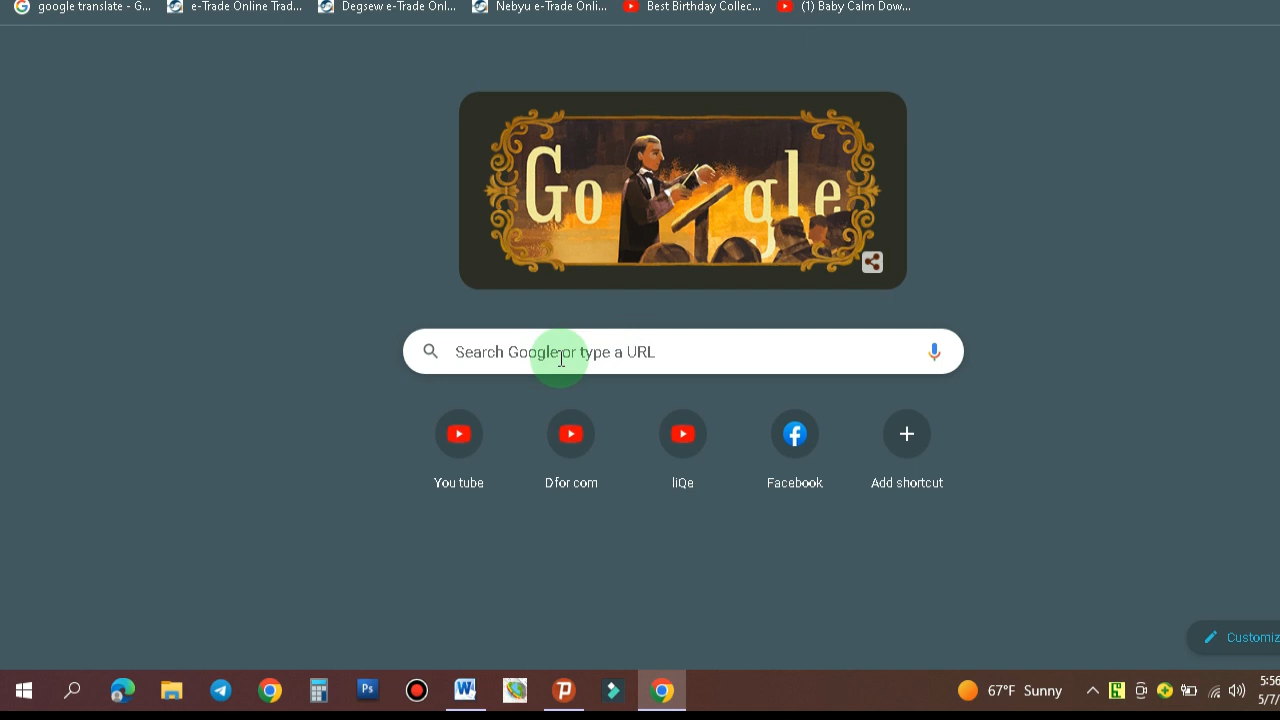 google translate - G...
e-Trade Online Trad...
Degsew e-Trade Onl...
Nebyu e-Trade Onli...
Best Birthday Collec...
(1) Baby Calm Dow...
Google
Search Google or type a URL
You tube
Dfor com
liQe
Facebook
Add shortcut
Customiz
Ps
W
67°F Sunny
5:56
5/7/